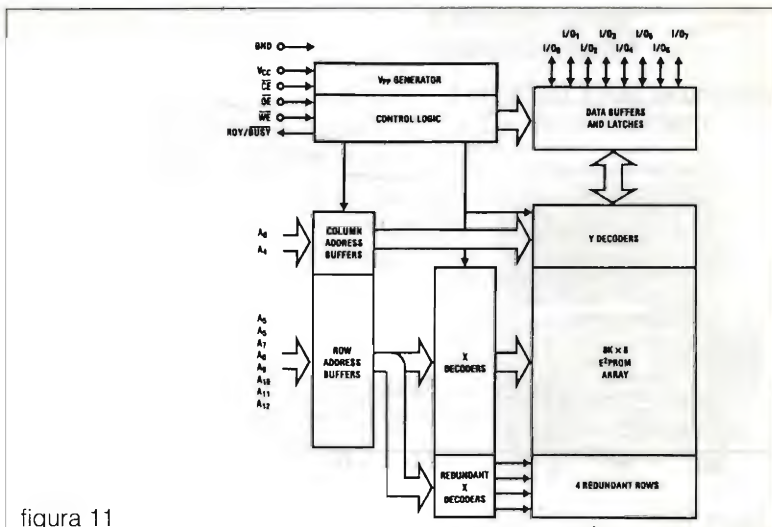 GND
VCC
CE
OE
WE
RDY/BUSY
VPP GENERATOR
CONTROL LOGIC
I/O0 I/O1 I/O2 I/O3 I/O4 I/O5 I/O6 I/O7
DATA BUFFERS
AND LATCHES
A0
A4
COLUMN
ADDRESS
BUFFERS
Y DECODERS
A5
A6
A7
A8
A9
A10
A11
A12
ROW
ADDRESS
BUFFERS
X
DECODERS
8K × 8
E²PROM
ARRAY
REDUNDANT
X
DECODERS
4 REDUNDANT ROWS
figura 11